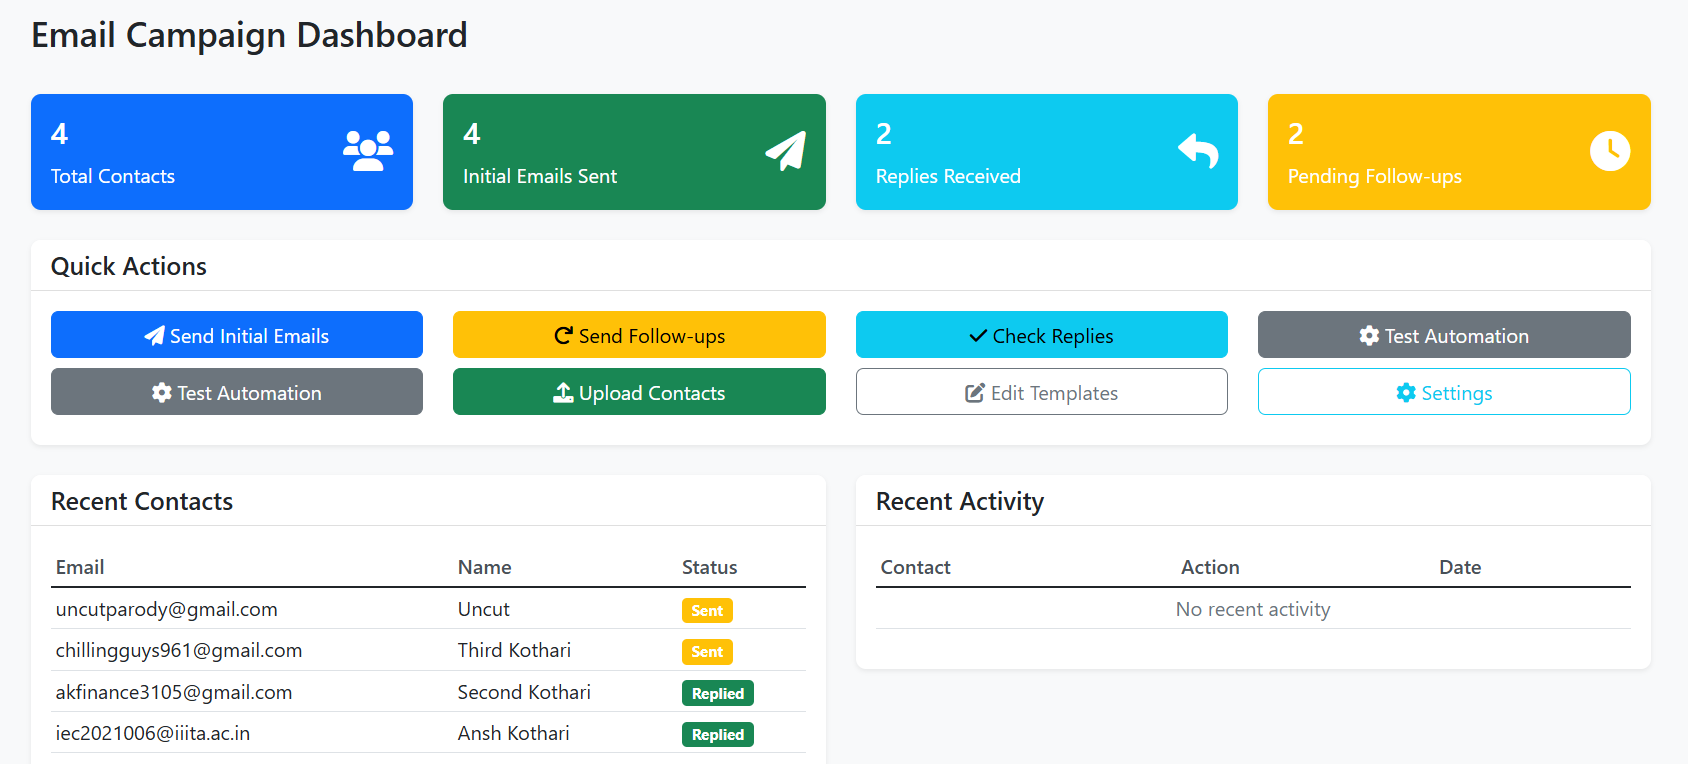 Email Campaign Dashboard
4
Total Contacts
4
Initial Emails Sent
2
Replies Received
2
Pending Follow-ups
Quick Actions
Send Initial Emails
Send Follow-ups
Check Replies
Test Automation
Test Automation
Upload Contacts
Edit Templates
Settings
Recent Contacts
Email Name Status
uncutparody@gmail.com Uncut Sent
chillingguys961@gmail.com Third Kothari Sent
akfinance3105@gmail.com Second Kothari Replied
iec2021006@iiita.ac.in Ansh Kothari Replied
Recent Activity
Contact Action Date
No recent activity